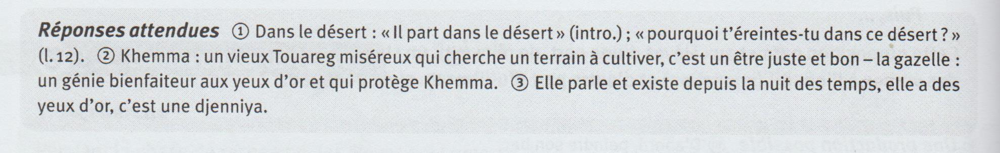 Réponses attendues ① Dans le désert : « Il part dans le désert » (intro.) ; « pourquoi t'éreintes-tu dans ce désert ? »
(l. 12). ② Khemma : un vieux Touareg miséreux qui cherche un terrain à cultiver, c'est un être juste et bon – la gazelle :
un génie bienfaiteur aux yeux d'or et qui protège Khemma. ③ Elle parle et existe depuis la nuit des temps, elle a des
yeux d'or, c'est une djenniya.